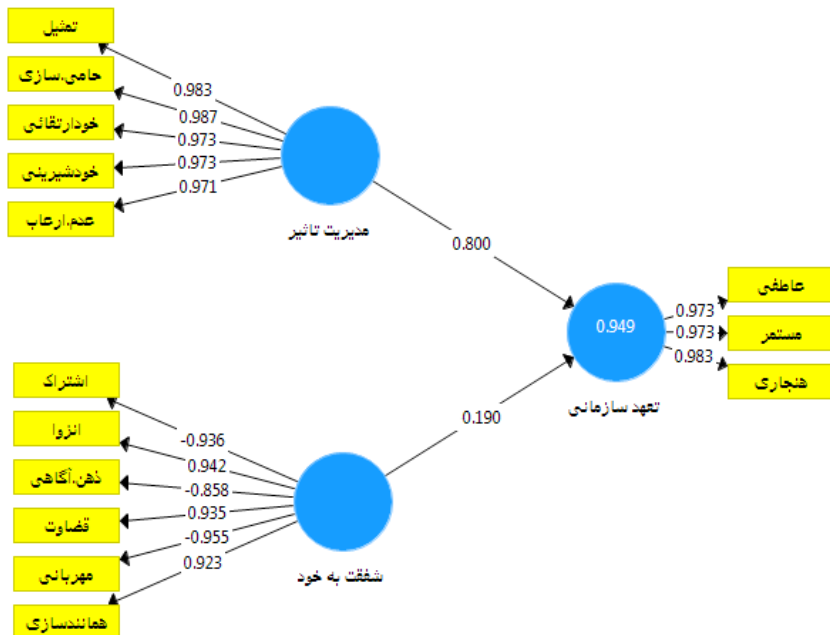 تمثیل
حامی.سازی
خودارتقائی
خودشیرینی
عدم.ارعاب
0.983
0.987
0.973
0.973
0.971
مدیریت تاثیر
0.800
0.949
تعهد سازمانی
0.973
0.973
0.983
عاطفی
مستمر
هنجاری
0.190
اشتراک
انزوا
ذهن.آگاهی
قضاوت
مهربانی
همانندسازی
-0.936
0.942
-0.858
0.935
-0.955
0.923
شفقت به خود